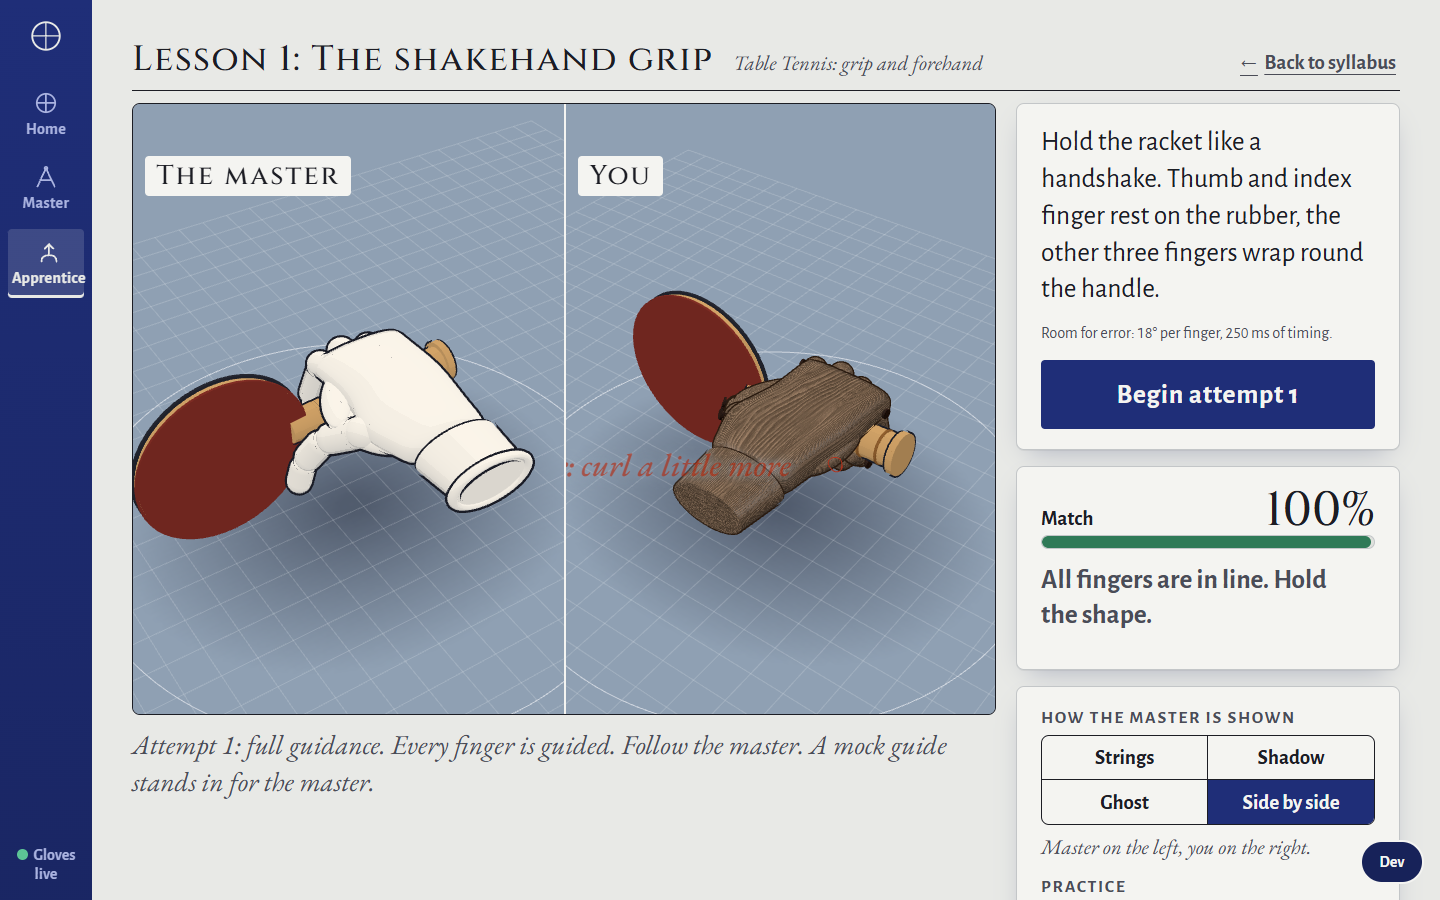 Lesson 1: The shakehand grip
Table Tennis: grip and forehand
← Back to syllabus
Home
Master
Apprentice
Gloves
live
The master
You
: curl a little more
Attempt 1: full guidance. Every finger is guided. Follow the master. A mock guide
stands in for the master.
Hold the racket like a
handshake. Thumb and index
finger rest on the rubber, the
other three fingers wrap round
the handle.
Room for error: 18° per finger, 250 ms of timing.
Begin attempt 1
Match
100%
All fingers are in line. Hold
the shape.
HOW THE MASTER IS SHOWN
Strings
Shadow
Ghost
Side by side
Master on the left, you on the right.
PRACTICE
Dev